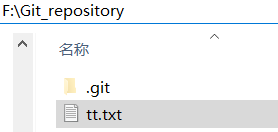 F:\Git_repository
名称
.git
tt.txt